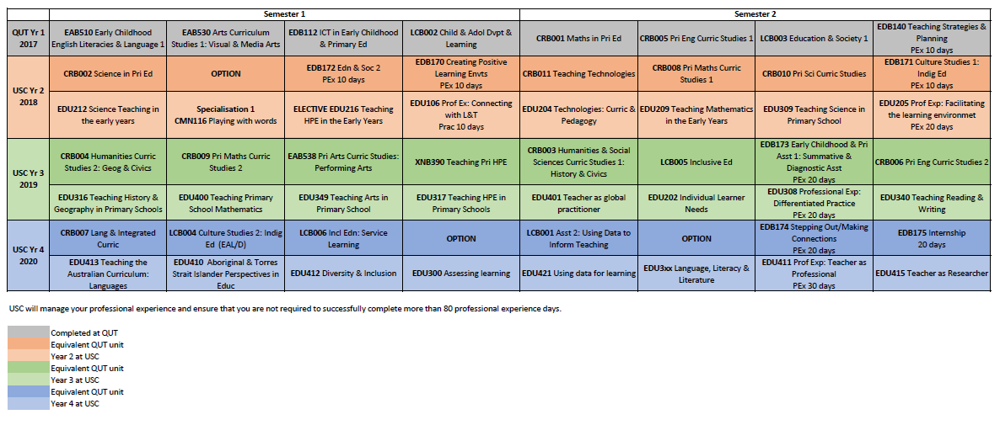 Semester 1
Semester 2
QUT Yr 1
2017
EAB510 Early Childhood
English Literacies & Language 1
EAB530 Arts Curriculum
Studies 1: Visual & Media Arts
EDB112 ICT in Early Childhood
& Primary Ed
LCB002 Child & Adol Dvpt &
Learning
CRB001 Maths in Pri Ed
CRB005 Pri Eng Curric Studies 1
LCB003 Education & Society 1
EDB140 Teaching Strategies &
Planning
PEx 10 days
USC Yr 2
2018
CRB002 Science in Pri Ed
OPTION
EDB172 Edn & Soc 2
PEx 10 days
EDB170 Creating Positive
Learning Envts
PEx 10 days
CRB011 Teaching Technologies
CRB008 Pri Maths Curric
Studies 1
CRB010 Pri Sci Curric Studies
EDB171 Culture Studies 1:
Indig Ed
PEx 10 days
EDU212 Science Teaching in
the early years
Specialisation 1
CMN116 Playing with words
ELECTIVE EDU216 Teaching
HPE in the Early Years
EDU106 Prof Ex: Connecting
with L&T
Prac 10 days
EDU204 Technologies: Curric &
Pedagogy
EDU209 Teaching Mathematics
in the Early Years
EDU309 Teaching Science in
Primary School
EDU205 Prof Exp: Facilitating
the learning environmet
PEx 20 days
USC Yr 3
2019
CRB004 Humanities Curric
Studies 2: Geog & Civics
CRB009 Pri Maths Curric
Studies 2
EAB538 Pri Arts Curric Studies:
Performing Arts
XNB390 Teaching Pri HPE
CRB003 Humanities & Social
Sciences Curric Studies 1:
History & Civics
LCB005 Inclusive Ed
EDB173 Early Childhood & Pri
Asst 1: Summative &
Diagnostic Asst
PEx 20 days
CRB006 Pri Eng Curric Studies 2
EDU316 Teaching History &
Geography in Primary Schools
EDU400 Teaching Primary
School Mathematics
EDU349 Teaching Arts in
Primary School
EDU317 Teaching HPE in
Primary Schools
EDU401 Teacher as global
practitioner
EDU202 Individual Learner
Needs
EDU308 Professional Exp:
Differentiated Practice
PEx 20 days
EDU340 Teaching Reading &
Writing
USC Yr 4
2020
CRB007 Lang & Integrated
Curric
LCB004 Culture Studies 2: Indig
Ed (EAL/D)
LCB006 Incl Edn: Service
Learning
OPTION
LCB001 Asst 2: Using Data to
Inform Teaching
OPTION
EDB174 Stepping Out/Making
Connections
PEx 20 days
EDB175 Internship
20 days
EDU413 Teaching the
Australian Curriculum:
Languages
EDU410 Aboriginal & Torres
Strait Islander Perspectives in
Educ
EDU412 Diversity & Inclusion
EDU300 Assessing learning
EDU421 Using data for learning
EDU3xx Language, Literacy &
Literature
EDU411 Prof Exp: Teacher as
Professional
PEx 30 days
EDU415 Teacher as Researcher
USC will manage your professional experience and ensure that you are not required to successfully complete more than 80 professional experience days.
Completed at QUT
Equivalent QUT unit
Year 2 at USC
Equivalent QUT unit
Year 3 at USC
Equivalent QUT unit
Year 4 at USC